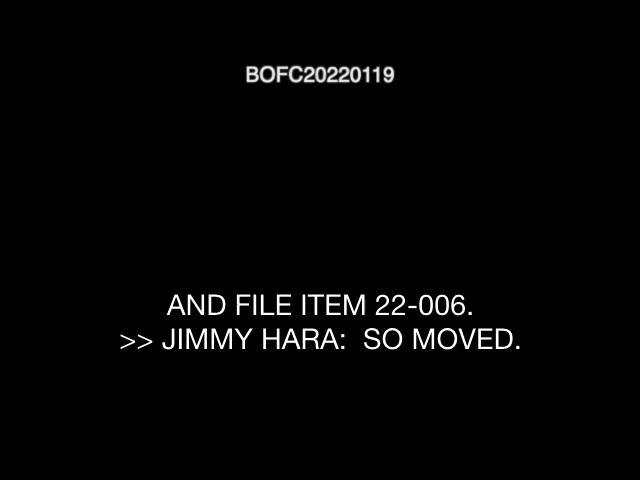 BOFC20220119
AND FILE ITEM 22-006.
>> JIMMY HARA:  SO MOVED.